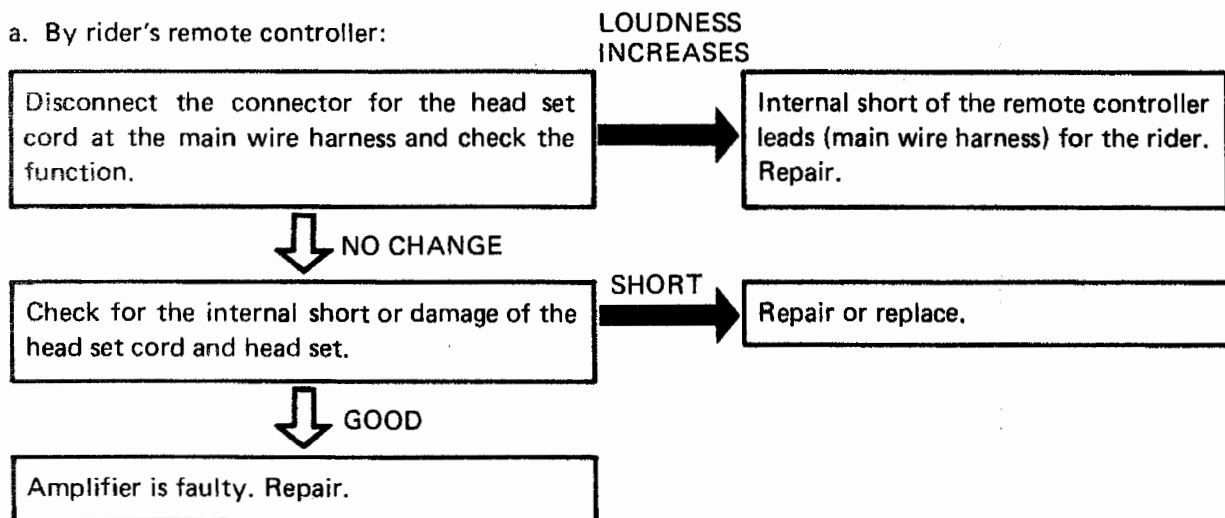 a. By rider's remote controller:
LOUDNESS
INCREASES
Disconnect the connector for the head set
cord at the main wire harness and check the
function.
Internal short of the remote controller
leads (main wire harness) for the rider.
Repair.
NO CHANGE
Check for the internal short or damage of the
head set cord and head set.
SHORT
Repair or replace.
GOOD
Amplifier is faulty. Repair.